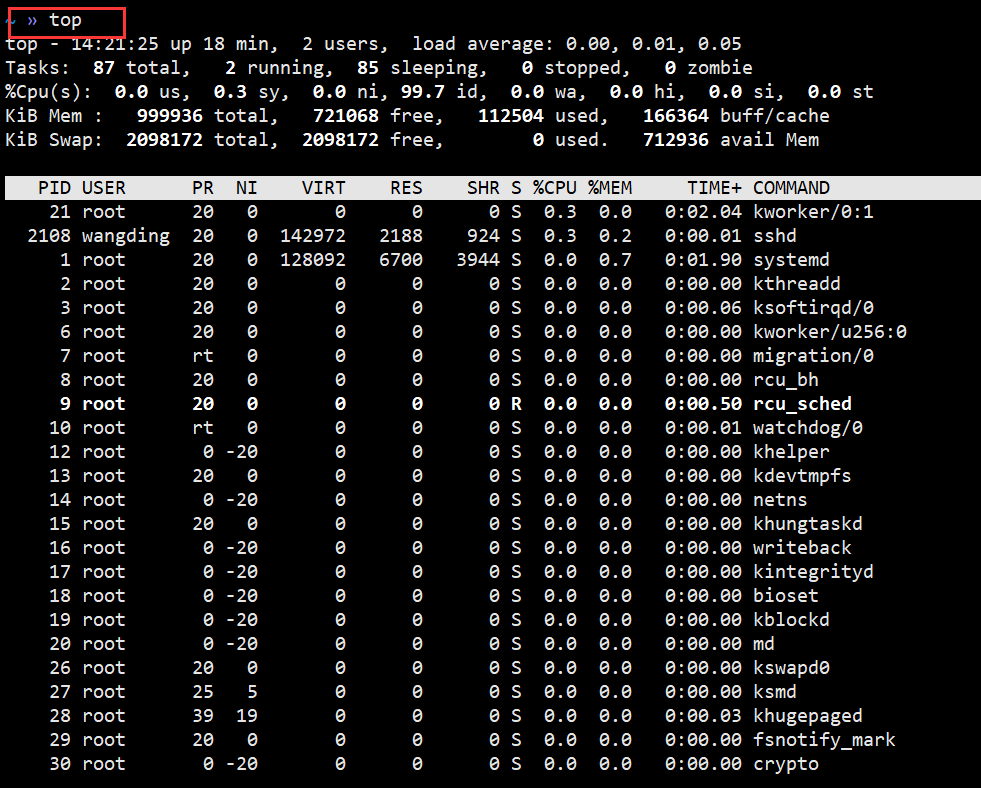 ~ » top
top - 14:21:25 up 18 min,  2 users,  load average: 0.00, 0.01, 0.05
Tasks:  87 total,   2 running,  85 sleeping,   0 stopped,   0 zombie
%Cpu(s):  0.0 us,  0.3 sy,  0.0 ni, 99.7 id,  0.0 wa,  0.0 hi,  0.0 si,  0.0 st
KiB Mem :   999936 total,   721068 free,   112504 used,   166364 buff/cache
KiB Swap:  2098172 total,  2098172 free,        0 used.   712936 avail Mem
PID USER      PR  NI    VIRT    RES    SHR S %CPU %MEM     TIME+ COMMAND
21 root      20   0       0      0      0 S  0.3  0.0   0:02.04 kworker/0:1
2108 wangding  20   0  142972   2188    924 S  0.3  0.2   0:00.01 sshd
1 root      20   0  128092   6700   3944 S  0.0  0.7   0:01.90 systemd
2 root      20   0       0      0      0 S  0.0  0.0   0:00.00 kthreadd
3 root      20   0       0      0      0 S  0.0  0.0   0:00.06 ksoftirqd/0
6 root      20   0       0      0      0 S  0.0  0.0   0:00.00 kworker/u256:0
7 root      rt   0       0      0      0 S  0.0  0.0   0:00.00 migration/0
8 root      20   0       0      0      0 S  0.0  0.0   0:00.00 rcu_bh
9 root      20   0       0      0      0 R  0.0  0.0   0:00.50 rcu_sched
10 root      rt   0       0      0      0 S  0.0  0.0   0:00.01 watchdog/0
12 root       0 -20       0      0      0 S  0.0  0.0   0:00.00 khelper
13 root      20   0       0      0      0 S  0.0  0.0   0:00.00 kdevtmpfs
14 root       0 -20       0      0      0 S  0.0  0.0   0:00.00 netns
15 root      20   0       0      0      0 S  0.0  0.0   0:00.00 khungtaskd
16 root       0 -20       0      0      0 S  0.0  0.0   0:00.00 writeback
17 root       0 -20       0      0      0 S  0.0  0.0   0:00.00 kintegrityd
18 root       0 -20       0      0      0 S  0.0  0.0   0:00.00 bioset
19 root       0 -20       0      0      0 S  0.0  0.0   0:00.00 kblockd
20 root       0 -20       0      0      0 S  0.0  0.0   0:00.00 md
26 root      20   0       0      0      0 S  0.0  0.0   0:00.00 kswapd0
27 root      25   5       0      0      0 S  0.0  0.0   0:00.00 ksmd
28 root      39  19       0      0      0 S  0.0  0.0   0:00.03 khugepaged
29 root      20   0       0      0      0 S  0.0  0.0   0:00.00 fsnotify_mark
30 root       0 -20       0      0      0 S  0.0  0.0   0:00.00 crypto